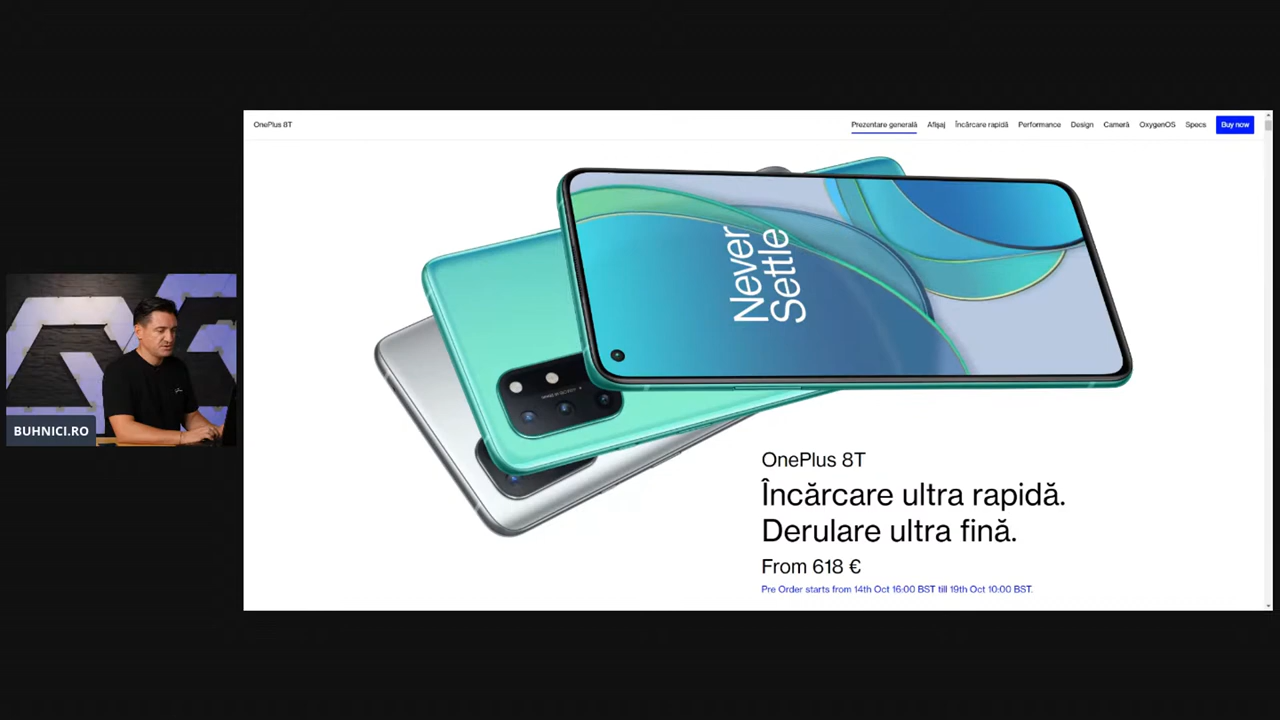 OnePlus 8T
Prezentare generală
Afișaj
Încărcare rapidă
Performance
Design
Cameră
OxygenOS
Specs
Buy now
Never
Settle
BUHNICI.RO
OnePlus 8T
Încărcare ultra rapidă.
Derulare ultra fină.
From 618 €
Pre Order starts from 14th Oct 16:00 BST till 19th Oct 10:00 BST.